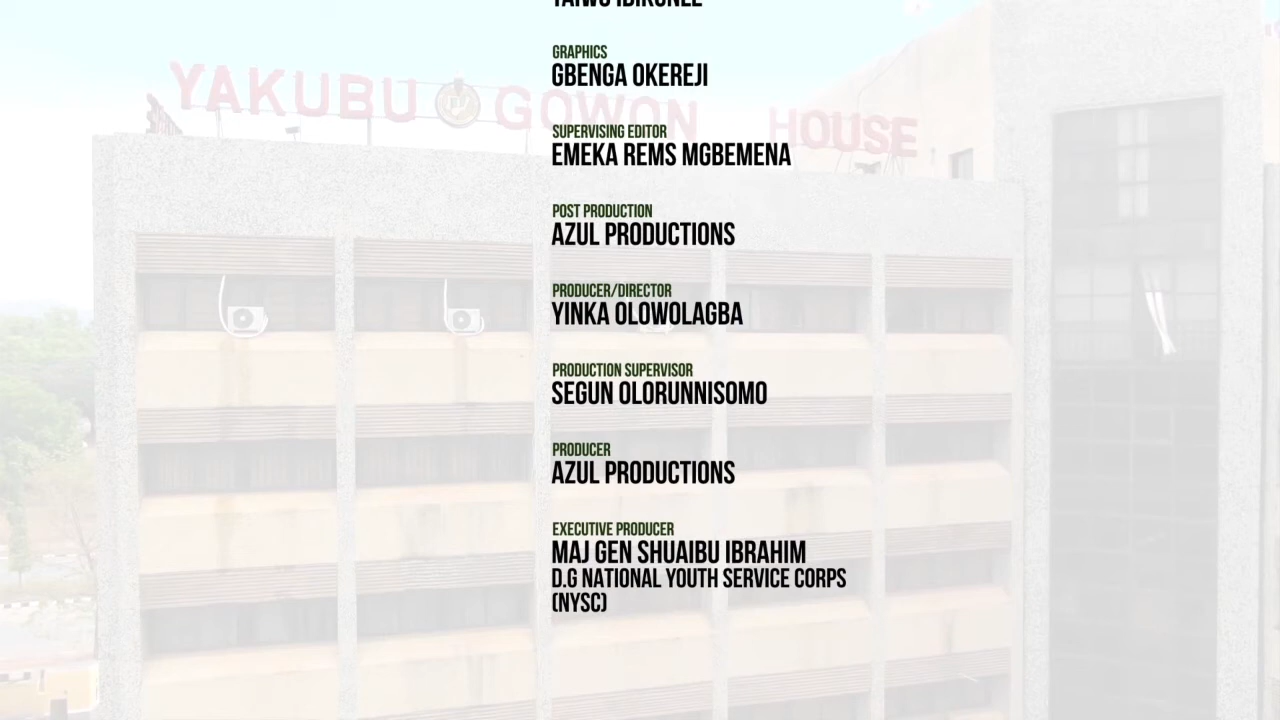 GRAPHICS
GBENGA OKEREJI
SUPERVISING EDITOR
EMEKA REMS MGBEMENA
POST PRODUCTION
AZUL PRODUCTIONS
PRODUCER/DIRECTOR
YINKA OLOWOLAGBA
PRODUCTION SUPERVISOR
SEGUN OLORUNNISOMO
PRODUCER
AZUL PRODUCTIONS
EXECUTIVE PRODUCER
MAJ GEN SHUAIBU IBRAHIM
D.G NATIONAL YOUTH SERVICE CORPS
(NYSC)
YAKUBU GOWON HOUSE